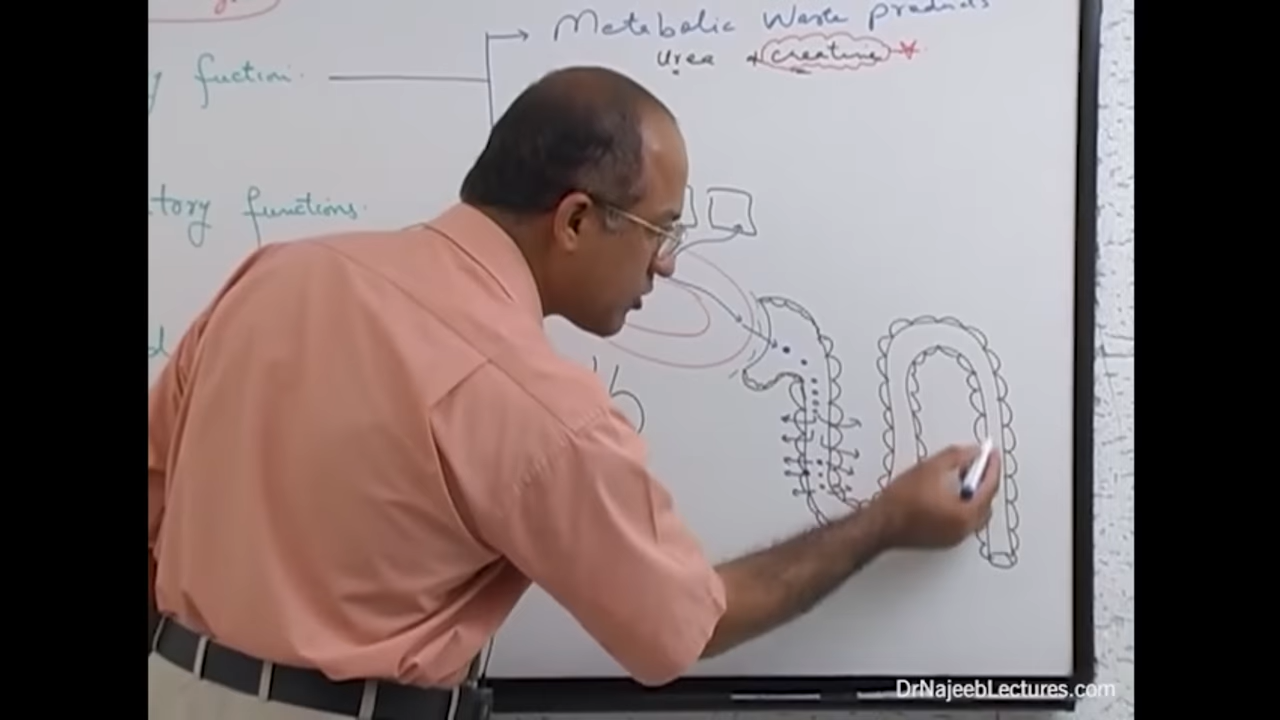 Metabolic Waste products
Urea + creatine
fuction.
tory functions.
DrNajeebLectures.com